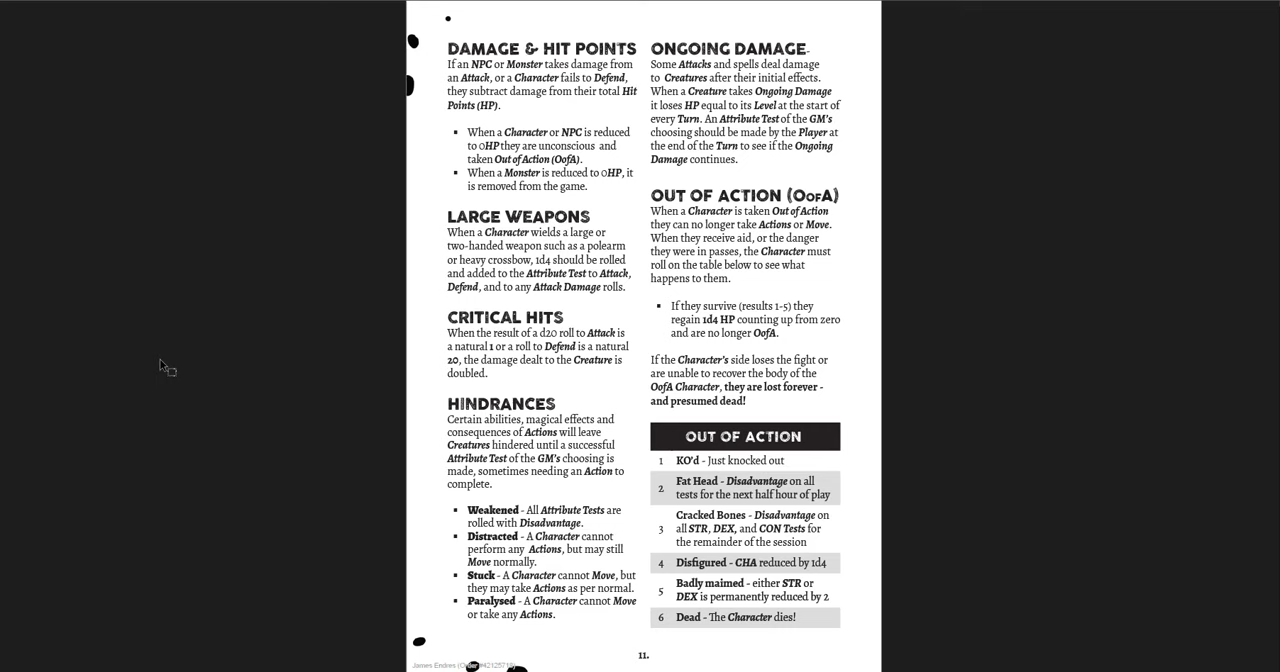 DAMAGE & HIT POINTS
If an NPC or Monster takes damage from
an Attack, or a Character fails to Defend,
they subtract damage from their total Hit
Points (HP).
▪ When a Character or NPC is reduced
to 0HP they are unconscious and
taken Out of Action (OofA).
▪ When a Monster is reduced to 0HP, it
is removed from the game.
LARGE WEAPONS
When a Character wields a large or
two-handed weapon such as a polearm
or heavy crossbow, 1d4 should be rolled
and added to the Attribute Test to Attack,
Defend, and to any Attack Damage rolls.
CRITICAL HITS
When the result of a d20 roll to Attack is
a natural 1 or a roll to Defend is a natural
20, the damage dealt to the Creature is
doubled.
HINDRANCES
Certain abilities, magical effects and
consequences of Actions will leave
Creatures hindered until a successful
Attribute Test of the GM's choosing is
made, sometimes needing an Action to
complete.
▪ Weakened - All Attribute Tests are
rolled with Disadvantage.
▪ Distracted - A Character cannot
perform any Actions, but may still
Move normally.
▪ Stuck - A Character cannot Move, but
they may take Actions as per normal.
▪ Paralysed - A Character cannot Move
or take any Actions.
ONGOING DAMAGE-
Some Attacks and spells deal damage
to Creatures after their initial effects.
When a Creature takes Ongoing Damage
it loses HP equal to its Level at the start of
every Turn. An Attribute Test of the GM's
choosing should be made by the Player at
the end of the Turn to see if the Ongoing
Damage continues.
OUT OF ACTION (OofA)
When a Character is taken Out of Action
they can no longer take Actions or Move.
When they receive aid, or the danger
they were in passes, the Character must
roll on the table below to see what
happens to them.
▪ If they survive (results 1-5) they
regain 1d4 HP counting up from zero
and are no longer OofA.
If the Character's side loses the fight or
are unable to recover the body of the
OofA Character, they are lost forever -
and presumed dead!
OUT OF ACTION
1 KO'd - Just knocked out
2 Fat Head - Disadvantage on all
tests for the next half hour of play
3 Cracked Bones - Disadvantage on
all STR, DEX, and CON Tests for
the remainder of the session
4 Disfigured - CHA reduced by 1d4
5 Badly maimed - either STR or
DEX is permanently reduced by 2
6 Dead - The Character dies!
11.
James Endres (Order #42125719)